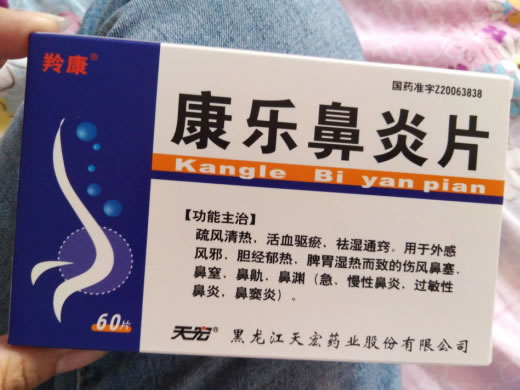 羚康®
国药准字Z20063838
康乐鼻炎片
Kangle Bi yan pian
【功能主治】
疏风清热，活血驱瘀，祛湿通窍。用于外感
风邪、胆经郁热、脾胃湿热而致的伤风鼻塞、
鼻窒、鼻鼽、鼻渊（急、慢性鼻炎，过敏性
鼻炎，鼻窦炎）。
60片
天宏 黑龙江天宏药业股份有限公司